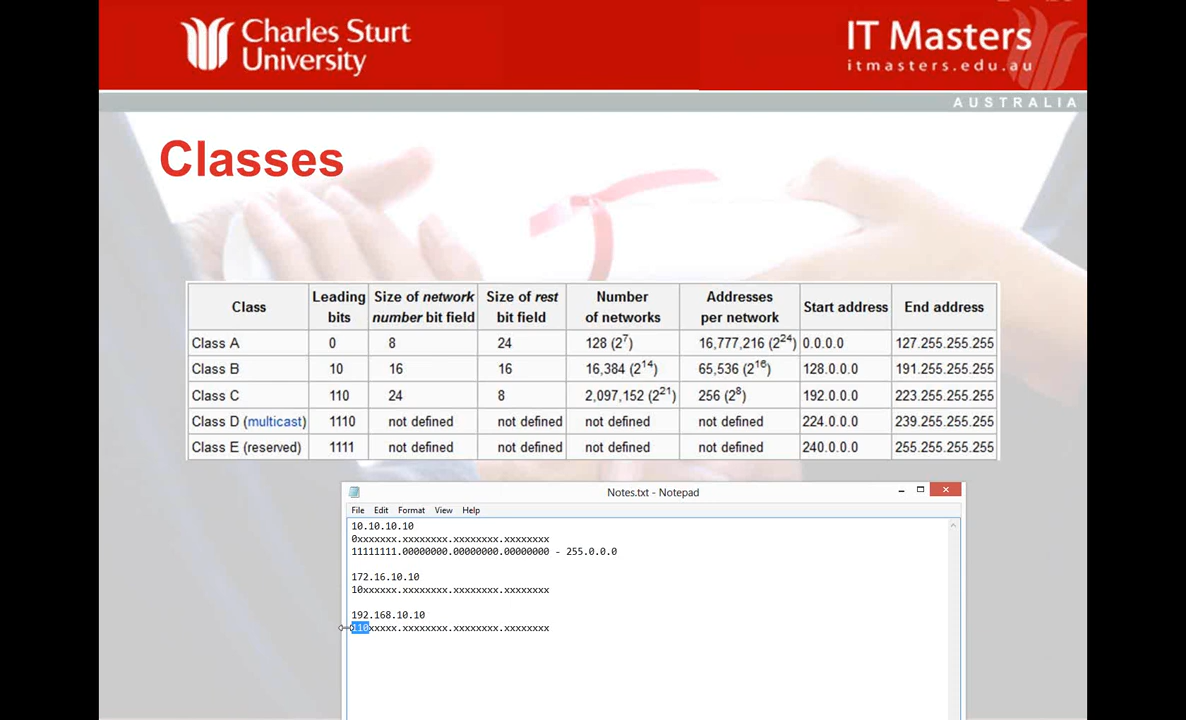 Charles Sturt
University
IT Masters
itmasters.edu.au
AUSTRALIA
Classes
Class Leading bits Size of network number bit field Size of rest bit field Number of networks Addresses per network Start address End address
Class A 0 8 24 128 (2⁷) 16,777,216 (2²⁴) 0.0.0.0 127.255.255.255
Class B 10 16 16 16,384 (2¹⁴) 65,536 (2¹⁶) 128.0.0.0 191.255.255.255
Class C 110 24 8 2,097,152 (2²¹) 256 (2⁸) 192.0.0.0 223.255.255.255
Class D (multicast) 1110 not defined not defined not defined not defined 224.0.0.0 239.255.255.255
Class E (reserved) 1111 not defined not defined not defined not defined 240.0.0.0 255.255.255.255
Notes.txt - Notepad
File Edit Format View Help
10.10.10.10
0xxxxxxx.xxxxxxxx.xxxxxxxx.xxxxxxxx
11111111.00000000.00000000.00000000 - 255.0.0.0
172.16.10.10
10xxxxxx.xxxxxxxx.xxxxxxxx.xxxxxxxx
192.168.10.10
110xxxxx.xxxxxxxx.xxxxxxxx.xxxxxxxx